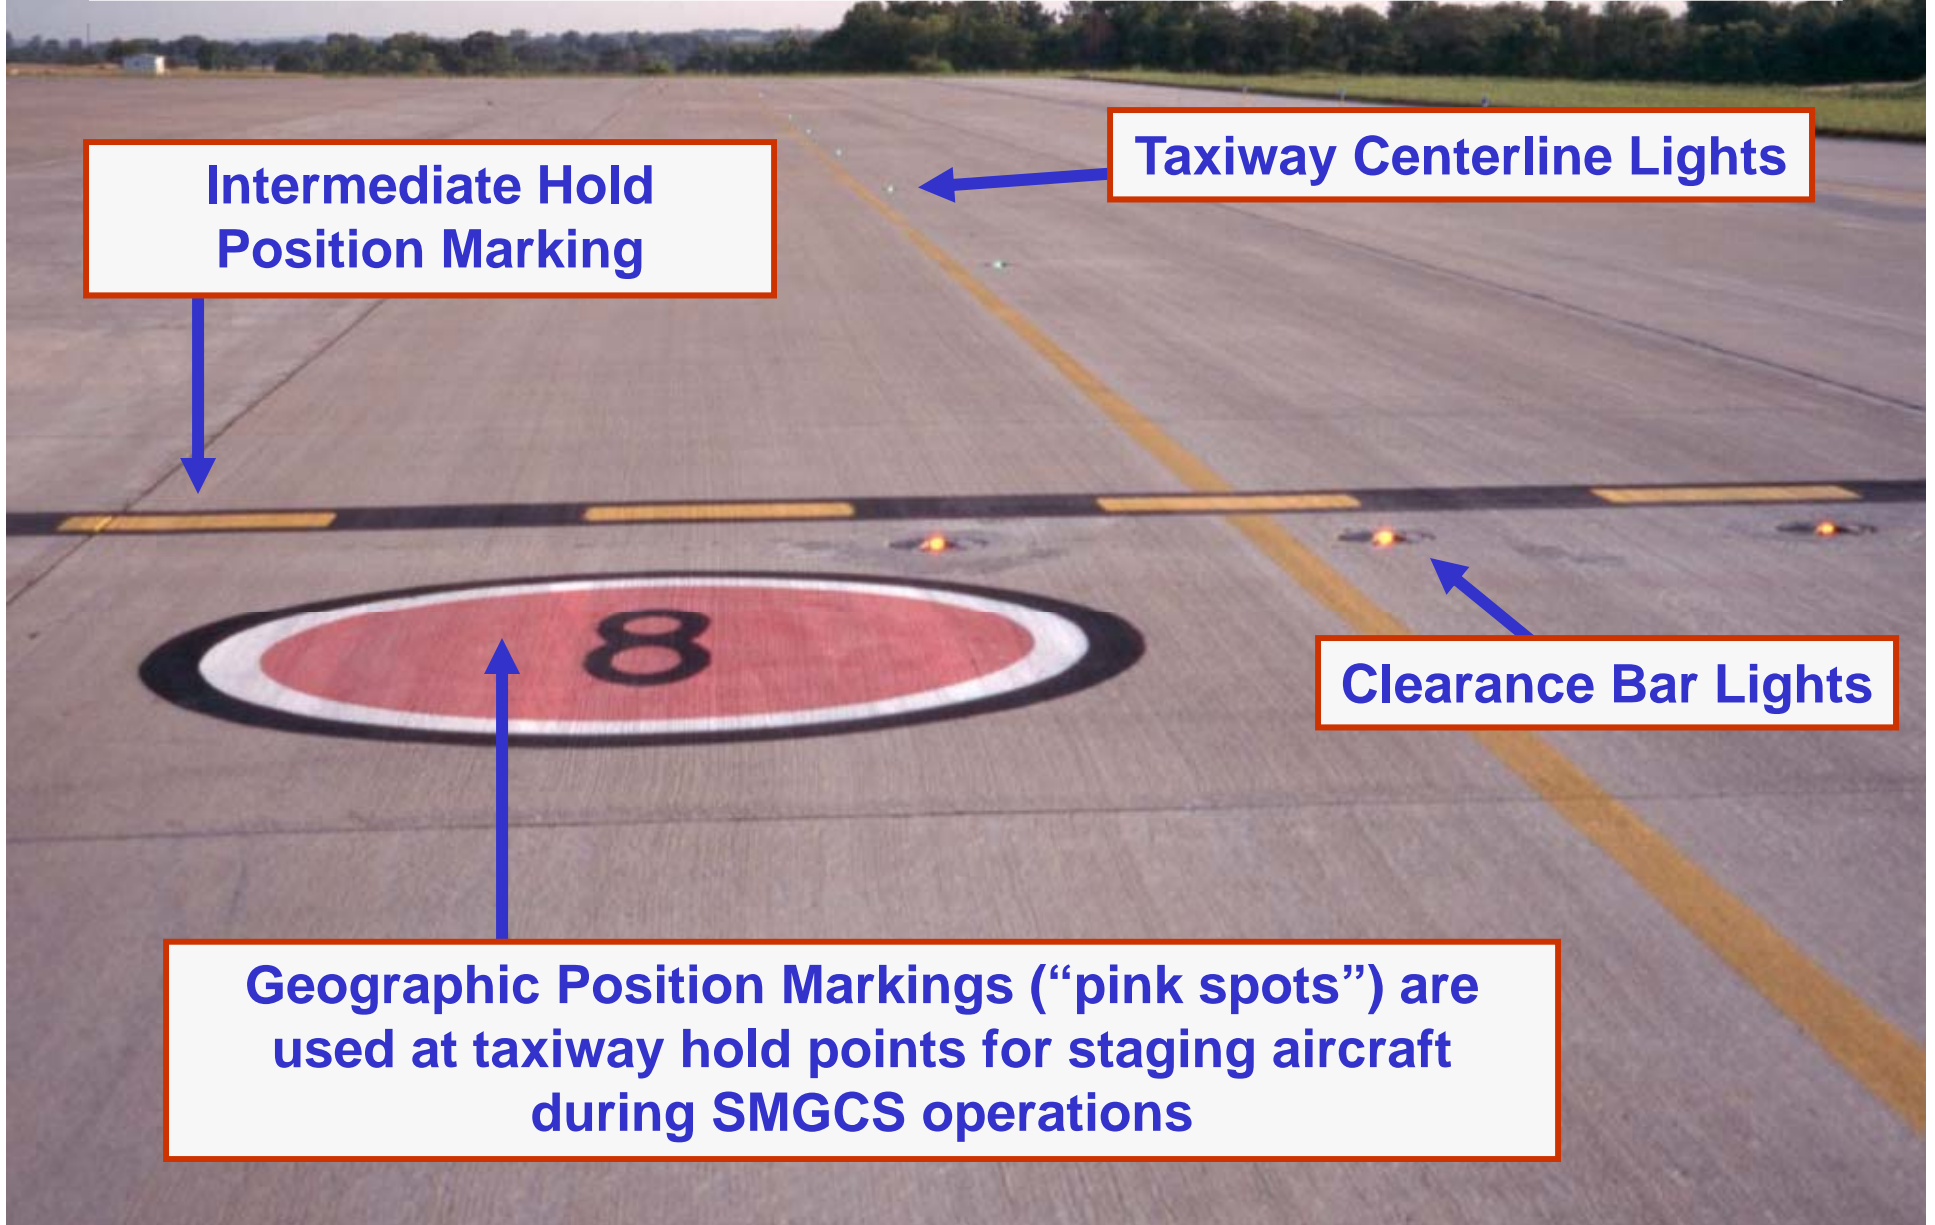 Intermediate Hold
Position Marking
Taxiway Centerline Lights
8
Clearance Bar Lights
Geographic Position Markings (“pink spots”) are
used at taxiway hold points for staging aircraft
during SMGCS operations